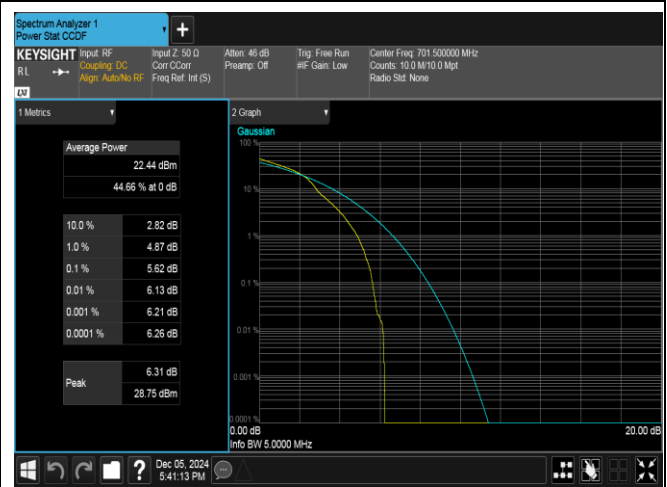 Spectrum Analyzer 1
Power Stat CCDF
+
KEYSIGHT
RL
LXI
Input: RF
Coupling: DC
Align: Auto/No RF
Input Z: 50 Ω
Corr CCorr
Freq Ref: Int (S)
Atten: 46 dB
Preamp: Off
Trig: Free Run
#IF Gain: Low
Center Freq: 701.500000 MHz
Counts: 10.0 M/10.0 Mpt
Radio Std: None
1 Metrics
Average Power
22.44 dBm
44.66 % at 0 dB
10.0 % 2.82 dB
1.0 % 4.87 dB
0.1 % 5.62 dB
0.01 % 6.13 dB
0.001 % 6.21 dB
0.0001 % 6.26 dB
Peak
6.31 dB
28.75 dBm
2 Graph
Gaussian
100 %
10 %
1 %
0.1 %
0.01 %
0.001 %
0.0001 %
0.00 dB 20.00 dB
Info BW 5.0000 MHz
?
Dec 05, 2024
5:41:13 PM